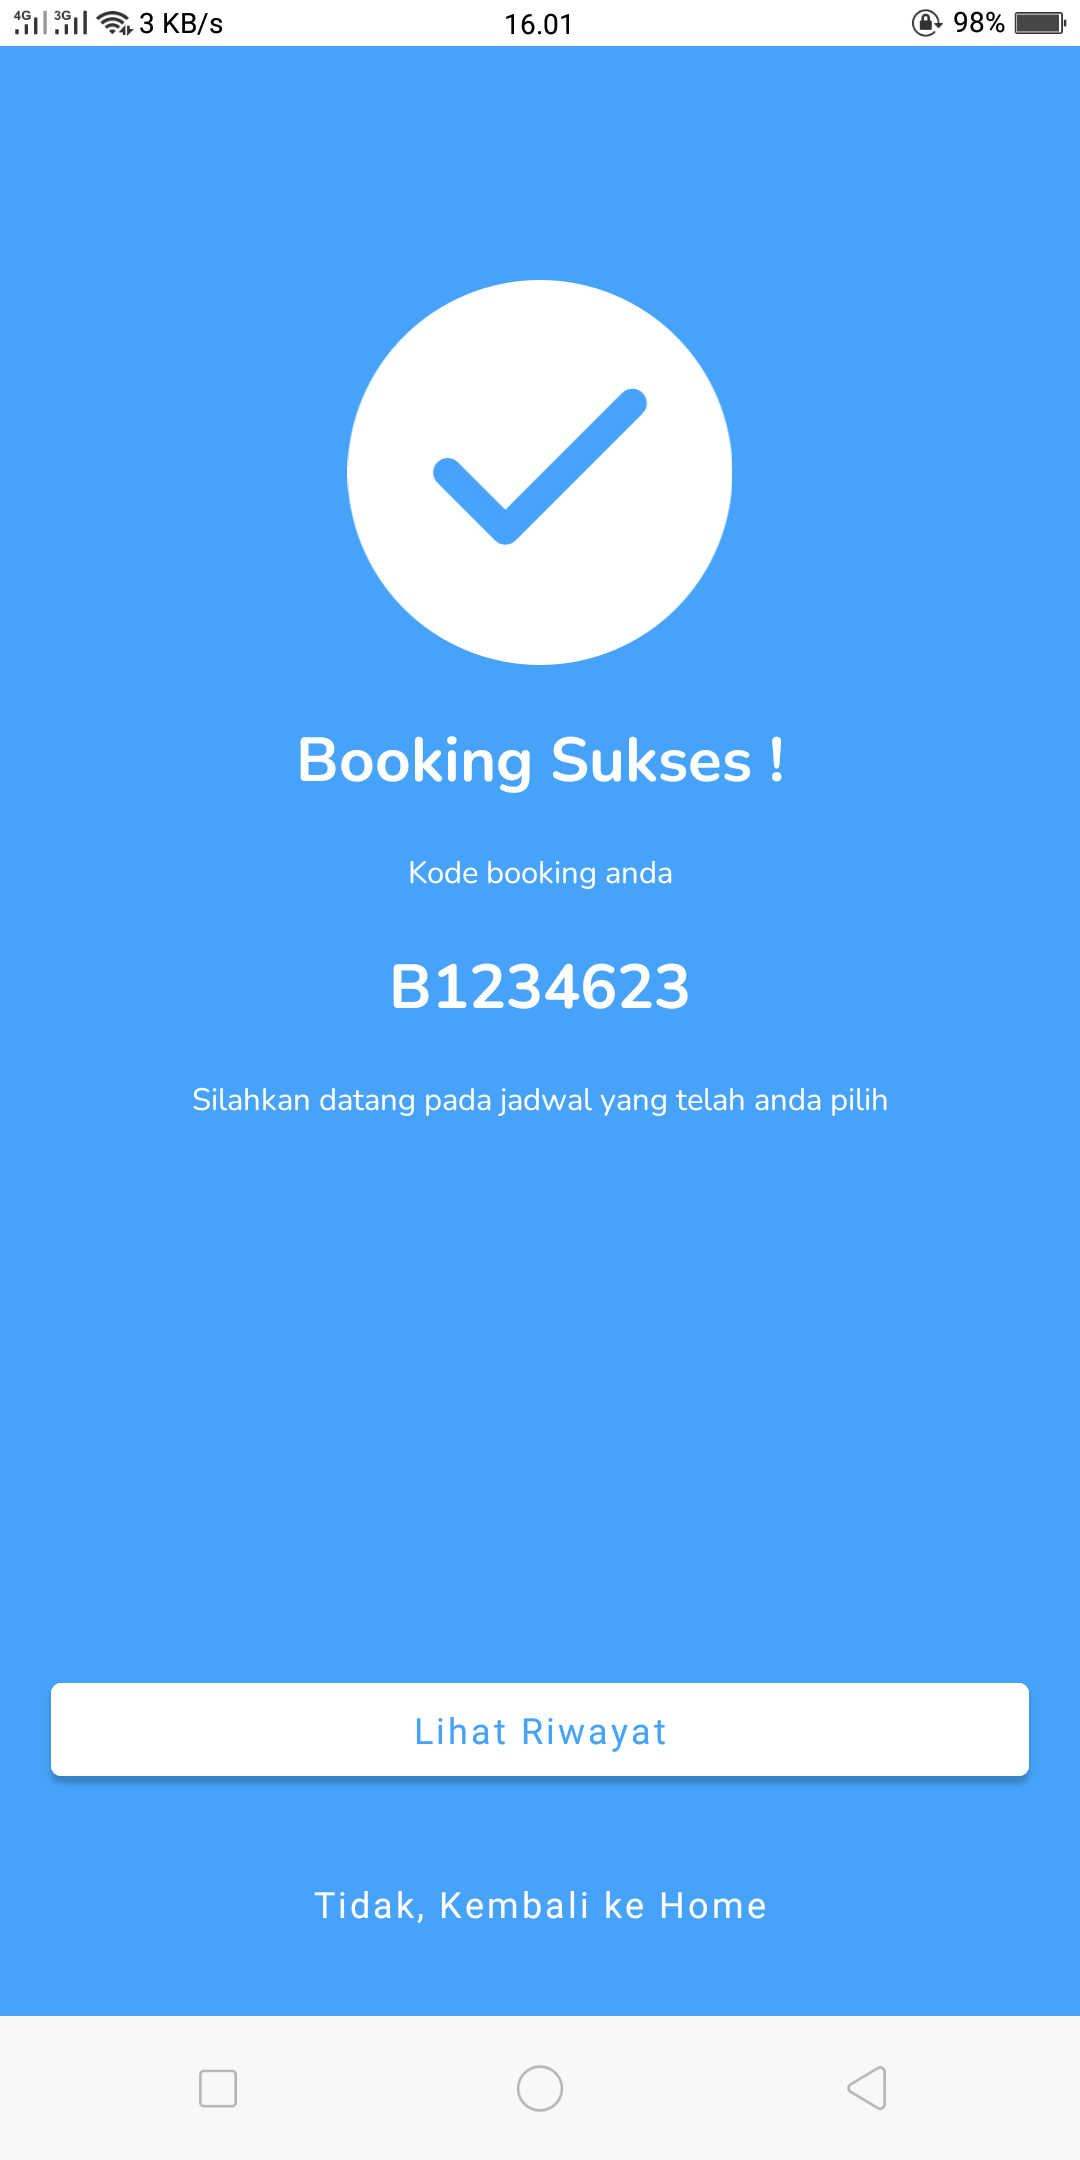 4G 3G 3 KB/s 16.01 98%
Booking Sukses !
Kode booking anda
B1234623
Silahkan datang pada jadwal yang telah anda pilih
Lihat Riwayat
Tidak, Kembali ke Home